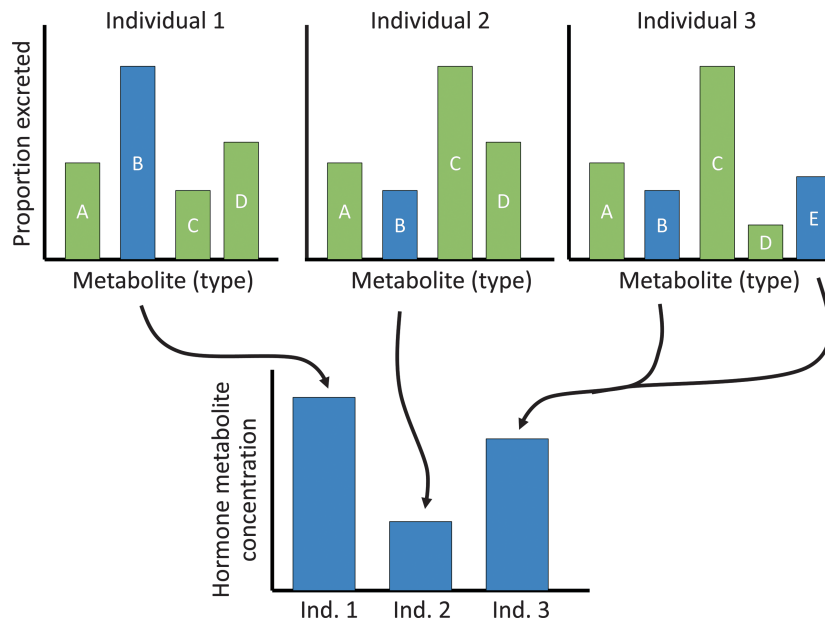 Individual 1
Individual 2
Individual 3
Proportion excreted
A
B
C
D
A
B
C
D
A
B
C
D
E
Metabolite (type)
Metabolite (type)
Metabolite (type)
Hormone metabolite
concentration
Ind. 1
Ind. 2
Ind. 3